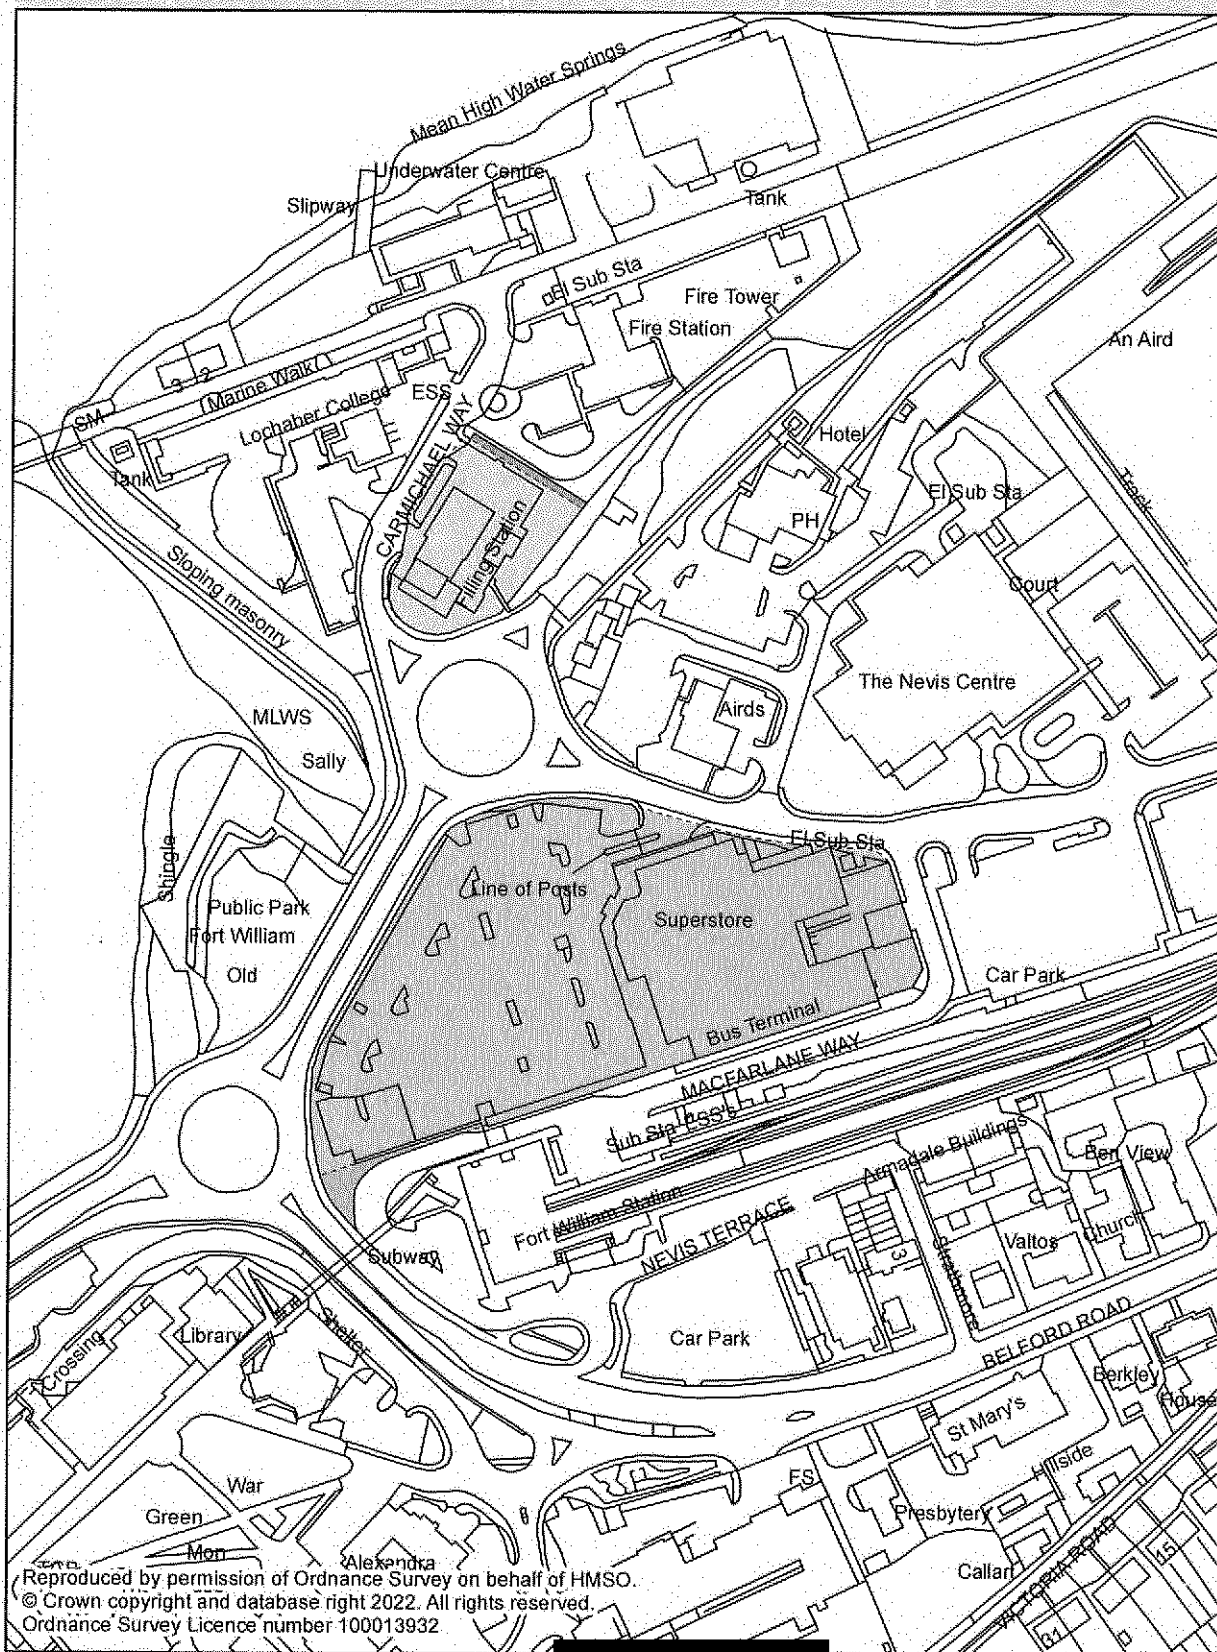 Mean High Water Springs
Underwater Centre
Slipway
Tank
El Sub Sta
Fire Tower
Fire Station
An Aird
3
2
Marine Walk
SM
Lochaber College
ESS
CARMICHAEL WAY
Hotel
Tank
El Sub Sta
Track
PH
Filling Station
Sloping masonry
Court
The Nevis Centre
Airds
MLWS
Sally
Shingle
El Sub Sta
Line of Posts
Public Park
Superstore
Fort William
Old
Car Park
Bus Terminal
MACFARLANE WAY
Sub Sta ESS's
Armadale Buildings
Ben View
Fort William Station
NEVIS TERRACE
Church
Valtos
3
Strathmore
Subway
Library
Shelter
Crossing
Car Park
BELFORD ROAD
Berkley
House
St Mary's
Hillside
War
FS
Green
Presbytery
Mon
Alexandra
Callart
VICTORIA ROAD
15
31
Reproduced by permission of Ordnance Survey on behalf of HMSO.
© Crown copyright and database right 2022. All rights reserved.
Ordnance Survey Licence number 100013932